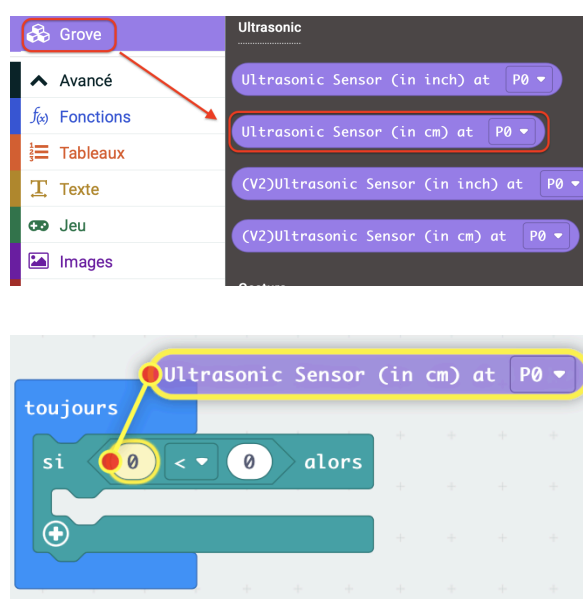 Grove
Avancé
Fonctions
Tableaux
Texte
Jeu
Images
Ultrasonic
Ultrasonic Sensor (in inch) at P0
Ultrasonic Sensor (in cm) at P0
(V2)Ultrasonic Sensor (in inch) at P0
(V2)Ultrasonic Sensor (in cm) at P0
Ultrasonic Sensor (in cm) at P0
toujours
si 0 < 0 alors